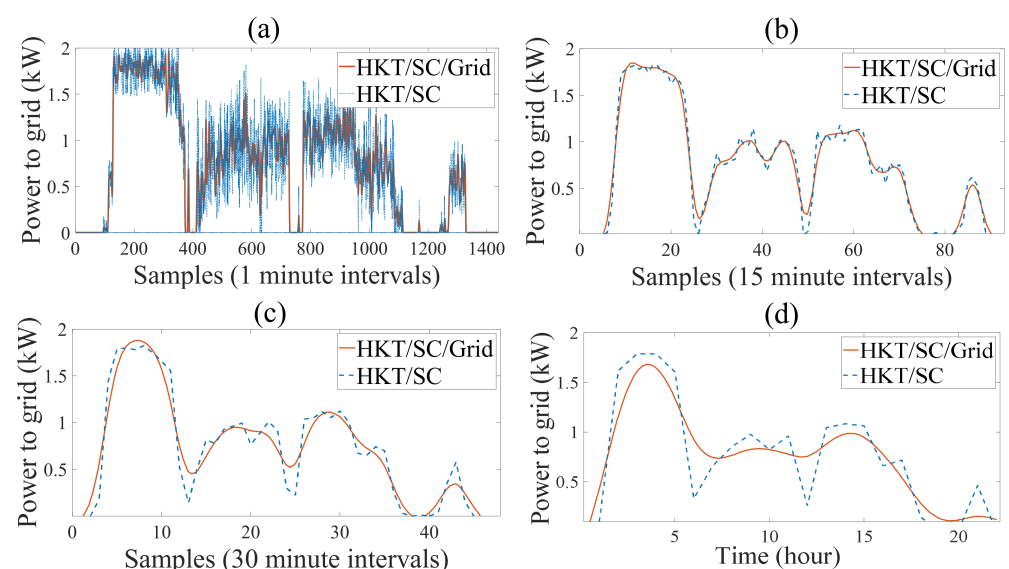 (a)
Power to grid (kW)
2
1.5
1
0.5
0
HKT/SC/Grid
HKT/SC
0 200 400 600 800 1000 1200 1400
Samples (1 minute intervals)
(b)
Power to grid (kW)
2
1.5
1
0.5
HKT/SC/Grid
HKT/SC
0 20 40 60 80
Samples (15 minute intervals)
(c)
Power to grid (kW)
2
1.5
1
0.5
HKT/SC/Grid
HKT/SC
0 10 20 30 40
Samples (30 minute intervals)
(d)
Power to grid (kW)
2
1.5
1
0.5
HKT/SC/Grid
HKT/SC
5 10 15 20
Time (hour)